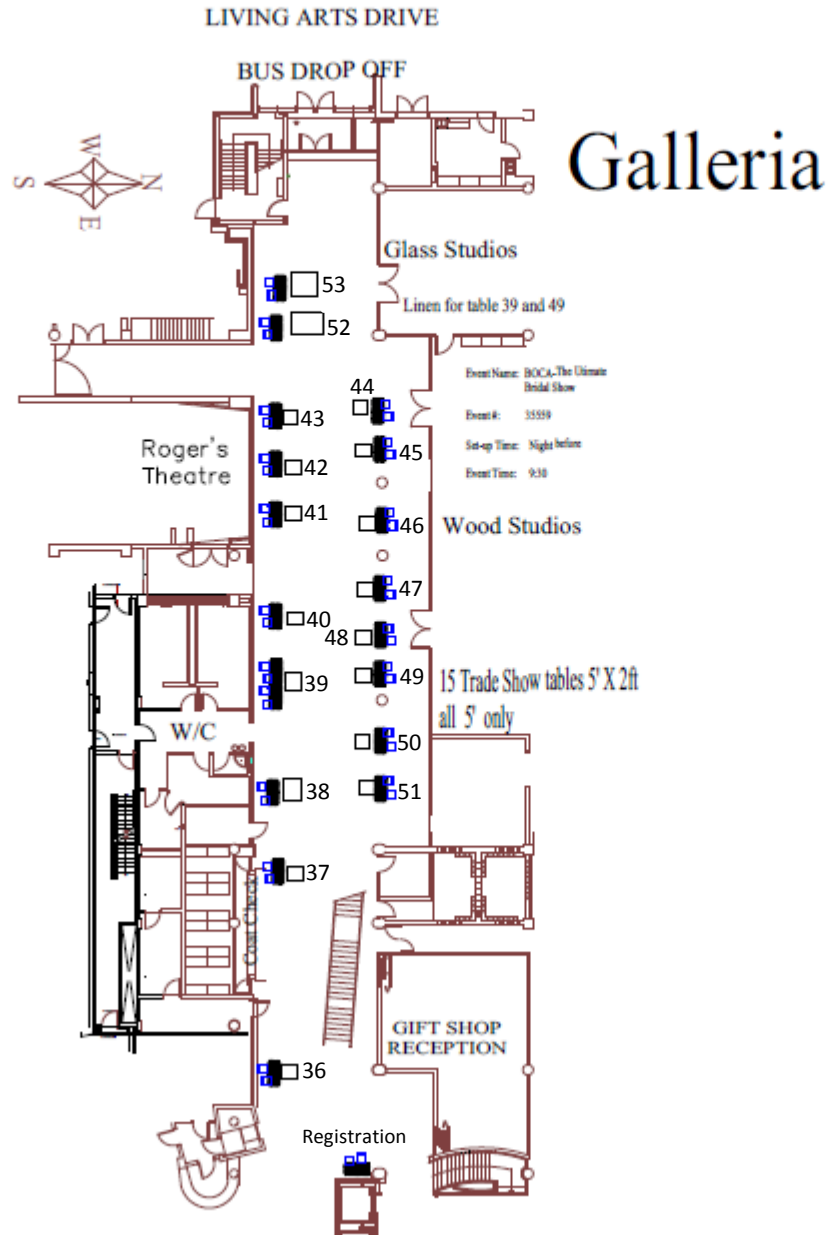 LIVING ARTS DRIVE
BUS DROP OFF
Galleria
W
S
N
E
Glass Studios
53
Linen for table 39 and 49
52
Event Name: BOCA-The Utimate
Bridal Show
44
Event#: 35559
43
45
Set-up Time: Night before
Roger's
Theatre
42
Event Time: 9:30
41
46
Wood Studios
47
40
48
39
49
15 Trade Show tables 5' X 2ft
all 5' only
W/C
50
38
51
37
Coat Check
GIFT SHOP
RECEPTION
36
Registration